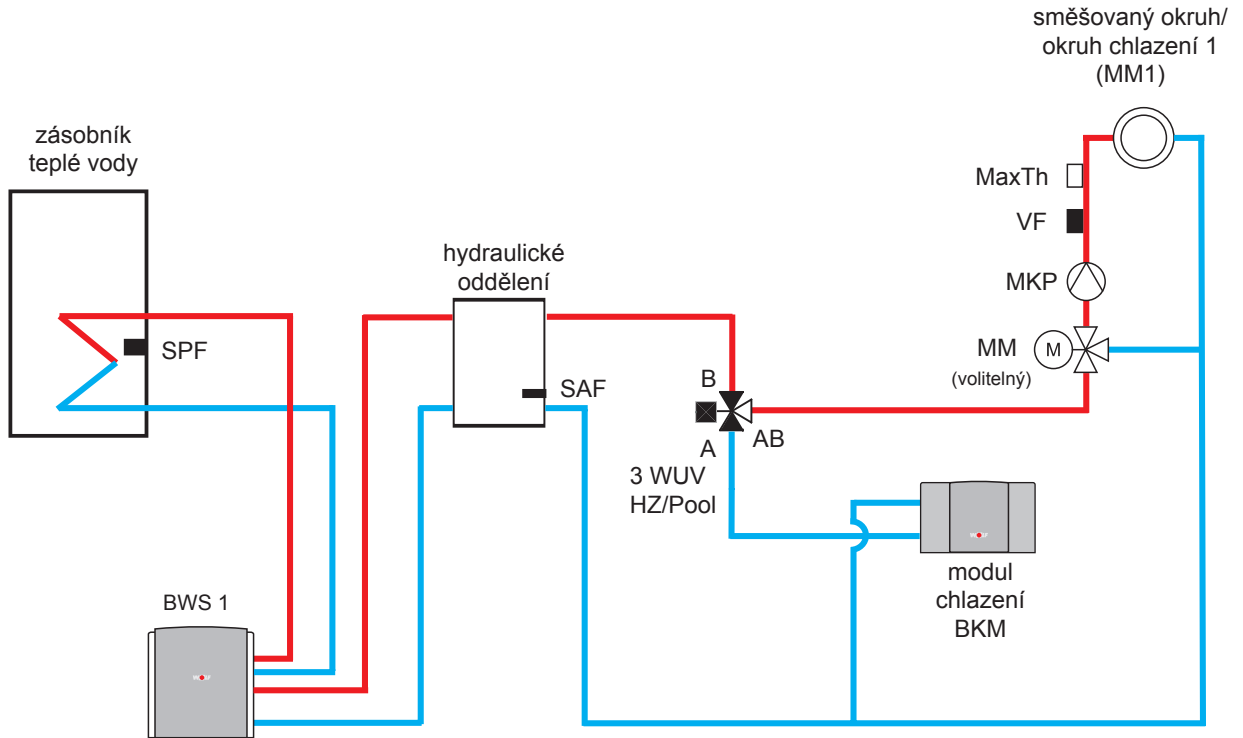 směšovaný okruh/
okruh chlazení 1
(MM1)
zásobník
teplé vody
MaxTh
VF
hydraulické
oddělení
MKP
SPF
MM
M
(volitelný)
B
SAF
A
AB
3 WUV
HZ/Pool
modul
chlazení
BKM
BWS 1